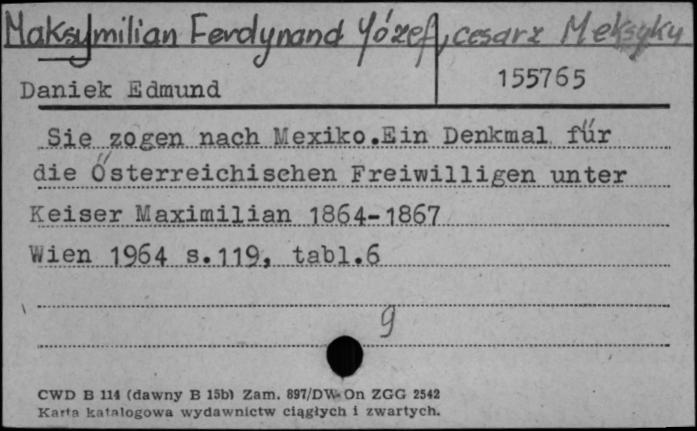 Maksymilian Ferdynand Józef, cesarz Meksyku
Daniek Edmund 155765
Sie zogen nach Mexiko.Ein Denkmal für
die Österreichischen Freiwilligen unter
Keiser Maximilian 1864-1867
Wien 1964 s.119, tabl.6
9
CWD B 114 (dawny B 15b) Zam. 897/DW-On ZGG 2542
Karta katalogowa wydawnictw ciągłych i zwartych.